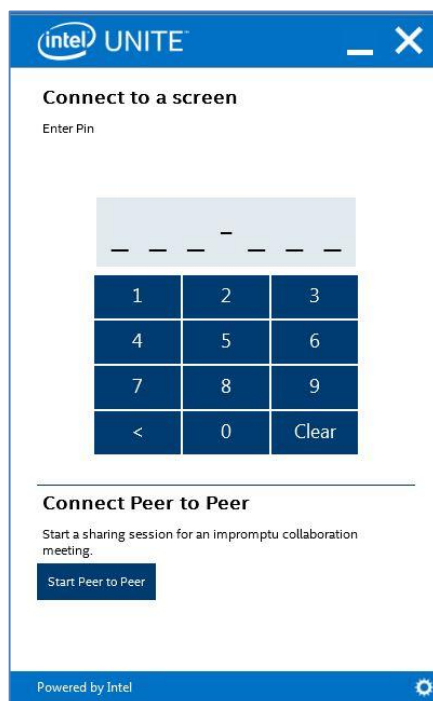 intel UNITE™
Connect to a screen
Enter Pin
_ _ _ - _ _ _
1 2 3
4 5 6
7 8 9
< 0 Clear
Connect Peer to Peer
Start a sharing session for an impromptu collaboration
meeting.
Start Peer to Peer
Powered by Intel